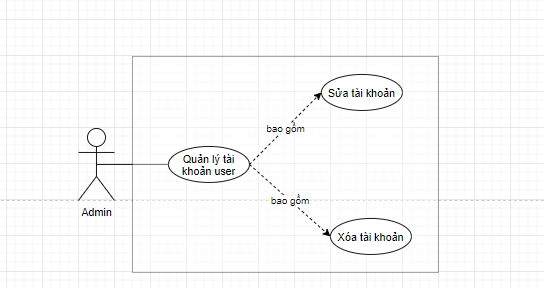 Sửa tài khoản
bao gồm
Quản lý tài
khoản user
bao gồm
Admin
Xóa tài khoản